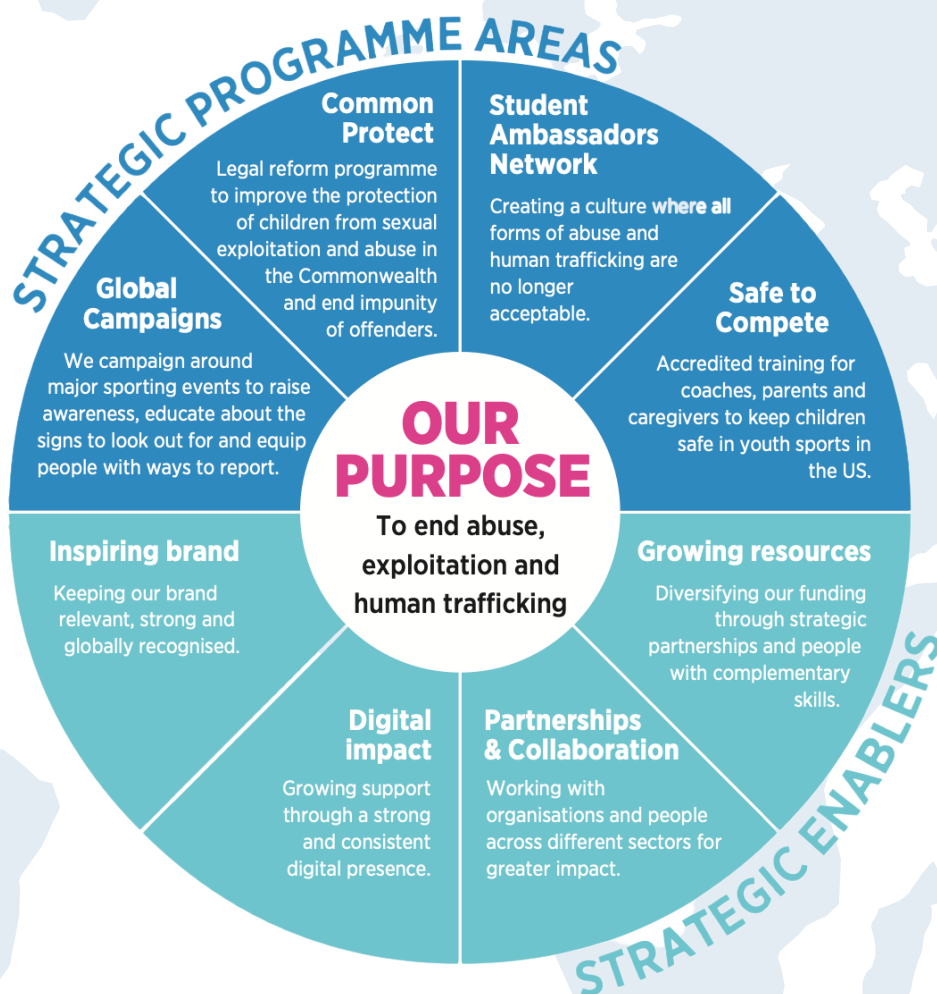 STRATEGIC PROGRAMME AREAS
Common
Protect
Legal reform programme
to improve the protection
of children from sexual
exploitation and abuse in
the Commonwealth
and end impunity
of offenders.
Student
Ambassadors
Network
Creating a culture where all
forms of abuse and
human trafficking are
no longer
acceptable.
Global
Campaigns
We campaign around
major sporting events to raise
awareness, educate about the
signs to look out for and equip
people with ways to report.
Safe to
Compete
Accredited training for
coaches, parents and
caregivers to keep children
safe in youth sports in
the US.
OUR
PURPOSE
To end abuse,
exploitation and
human trafficking
Inspiring brand
Keeping our brand
relevant, strong and
globally recognised.
Growing resources
Diversifying our funding
through strategic
partnerships and people
with complementary
skills.
Digital
impact
Growing support
through a strong
and consistent
digital presence.
Partnerships
& Collaboration
Working with
organisations and people
across different sectors for
greater impact.
STRATEGIC ENABLERS